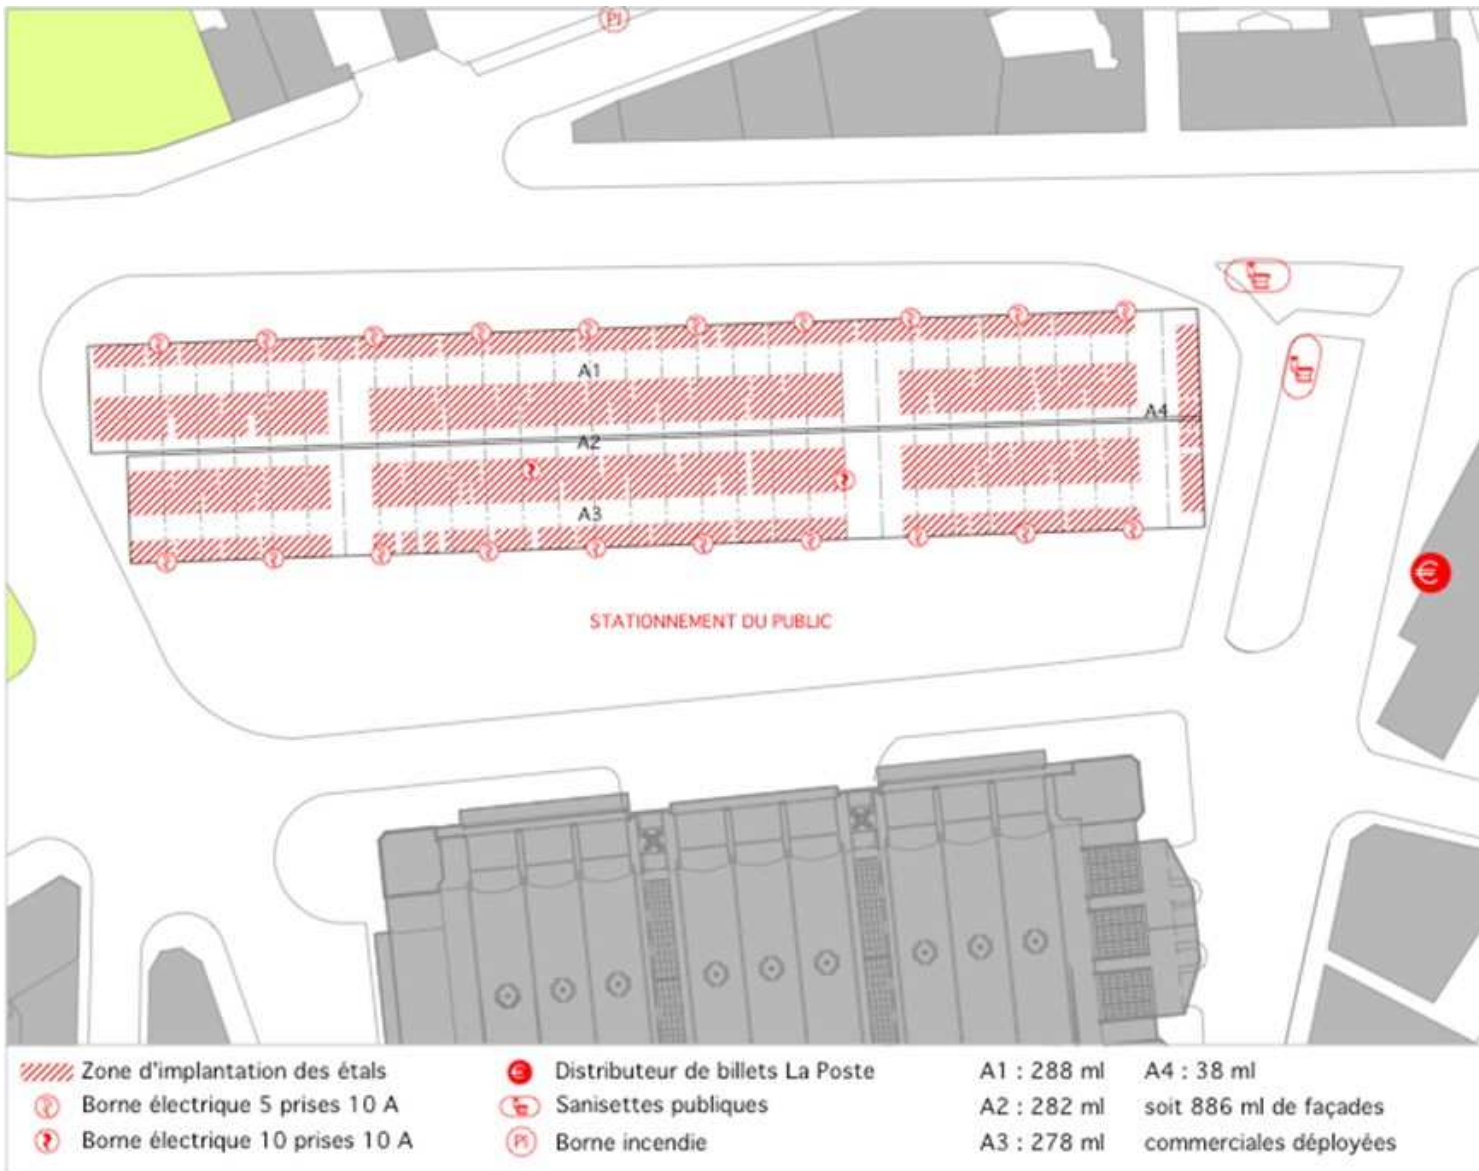 PI
A1
A4
A2
A3
STATIONNEMENT DU PUBLIC
€
Zone d'implantation des étals
Borne électrique 5 prises 10 A
Borne électrique 10 prises 10 A
€ Distributeur de billets La Poste
Sanisettes publiques
PI Borne incendie
A1 : 288 ml
A2 : 282 ml
A3 : 278 ml
A4 : 38 ml
soit 886 ml de façades
commerciales déployées